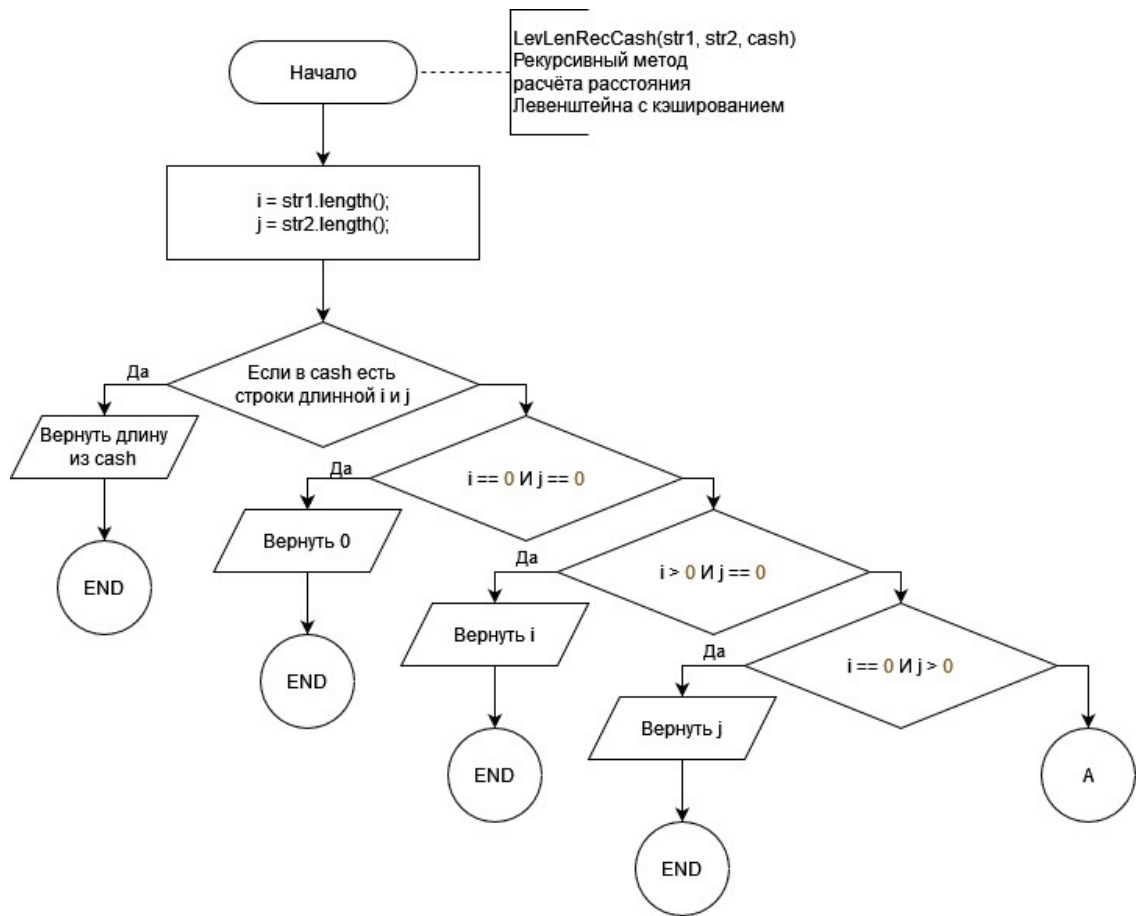 Начало
LevLenRecCash(str1, str2, cash)
Рекурсивный метод
расчёта расстояния
Левенштейна с кэшированием
i = str1.length();
j = str2.length();
Да
Если в cash есть
строки длинной i и j
Вернуть длину
из cash
END
Да
i == 0 И j == 0
Вернуть 0
END
Да
i > 0 И j == 0
Вернуть i
END
Да
i == 0 И j > 0
Вернуть j
END
A